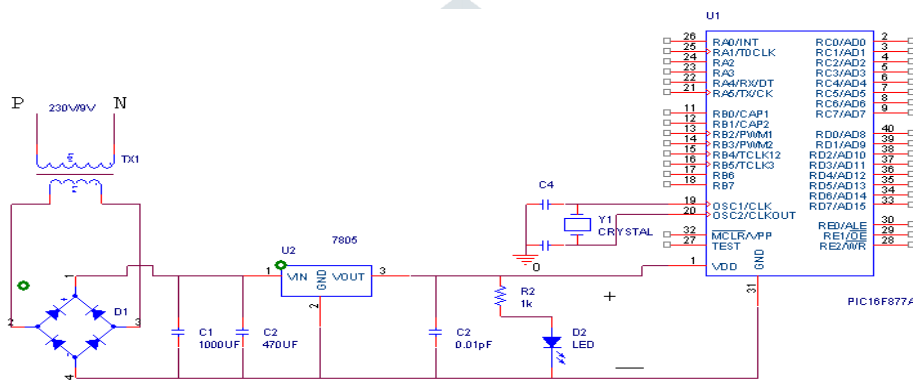 U1
26 RA0/INT RC0/AD0 2
25 RA1/T0CLK RC1/AD1 3
24 RA2 RC2/AD2 4
23 RA3 RC3/AD3 5
22 RA4/RX/DT RC4/AD4 6
21 RA5/TX/CK RC5/AD5 7
RC6/AD6 8
11 RB0/CAP1 RC7/AD7 9
12 RB1/CAP2
13 RB2/PWM1 RD0/AD8 40
14 RB3/PWM2 RD1/AD9 39
15 RB4/TCLK12 RD2/AD10 38
16 RB5/TCLK3 RD3/AD11 37
17 RB6 RD4/AD12 36
18 RB7 RD5/AD13 35
RD6/AD14 34
19 OSC1/CLK RD7/AD15 33
20 OSC2/CLKOUT
RE0/ALE 30
32 MCLR/VPP RE1/OE 29
27 TEST RE2/WR 28
1 VDD GND
31
PIC16F877A
P N
230V/9V
TX1
C4
Y1
CRYSTAL
0
U2 7805
1 VIN GND VOUT 3
2
1
2 3
4
D1
C1
1000UF
C2
470UF
C2
0.01pF
R2
1k
D2
LED
+
—